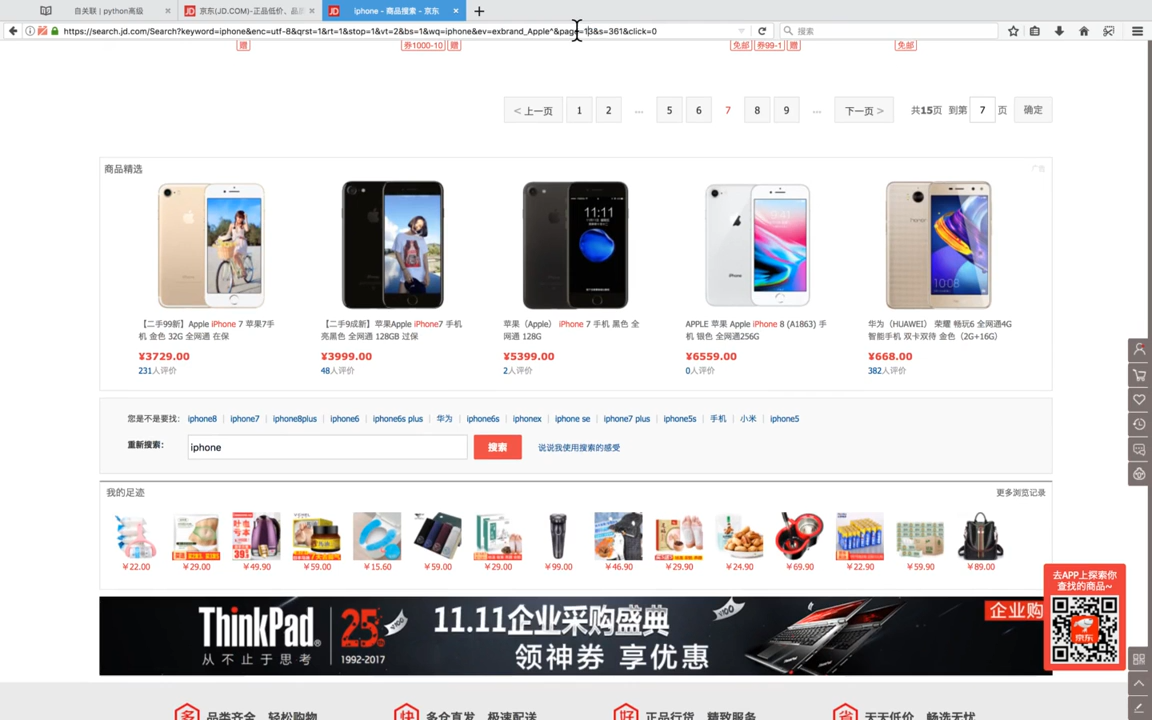 自关联 | python高级 × 京东(JD.COM)-正品低价、品质 × iphone - 商品搜索 - 京东 × +
https://search.jd.com/Search?keyword=iphone&enc=utf-8&qrst=1&rt=1&stop=1&vt=2&bs=1&wq=iphone&ev=exbrand_Apple^&page=13&s=361&click=0 搜索
赠 券1000-10 赠 免邮 券99-1 赠 免邮
< 上一页 1 2 ... 5 6 7 8 9 ... 下一页 > 共15页 到第 7 页 确定
商品精选 广告
11:11
【二手99新】Apple iPhone 7 苹果7手
机 金色 32G 全网通 在保
¥3729.00
231人评价
【二手9成新】苹果Apple iPhone7 手机
亮黑色 全网通 128GB 过保
¥3999.00
48人评价
苹果（Apple） iPhone 7 手机 黑色 全
网通 128G
¥5399.00
2人评价
APPLE 苹果 Apple iPhone 8 (A1863) 手
机 银色 全网通256G
¥6559.00
0人评价
华为（HUAWEI） 荣耀 畅玩6 全网通4G
智能手机 双卡双待 金色（2G+16G）
¥668.00
382人评价
您是不是要找: iphone8 iphone7 iphone8plus iphone6 iphone6s plus 华为 iphone6s iphonex iphone se iphone7 plus iphone5s 手机 小米 iphone5
重新搜索: iphone 搜索 说说我使用搜索的感受
我的足迹 更多浏览记录
¥22.00 ¥29.00 ¥49.90 ¥59.00 ¥15.60 ¥59.00 ¥29.00 ¥99.00 ¥46.90 ¥29.90 ¥24.90 ¥69.90 ¥22.90 ¥59.90 ¥89.00
去APP上探索你
查找的商品~
京东
ThinkPad
从不止于思考
25
1992-2017
¥100
11.11企业采购盛典
领神券 享优惠
¥100
企业购
多 品类齐全，轻松购物 快 多仓直发，极速配送 好 正品行货，精致服务 省 天天低价，畅选无忧